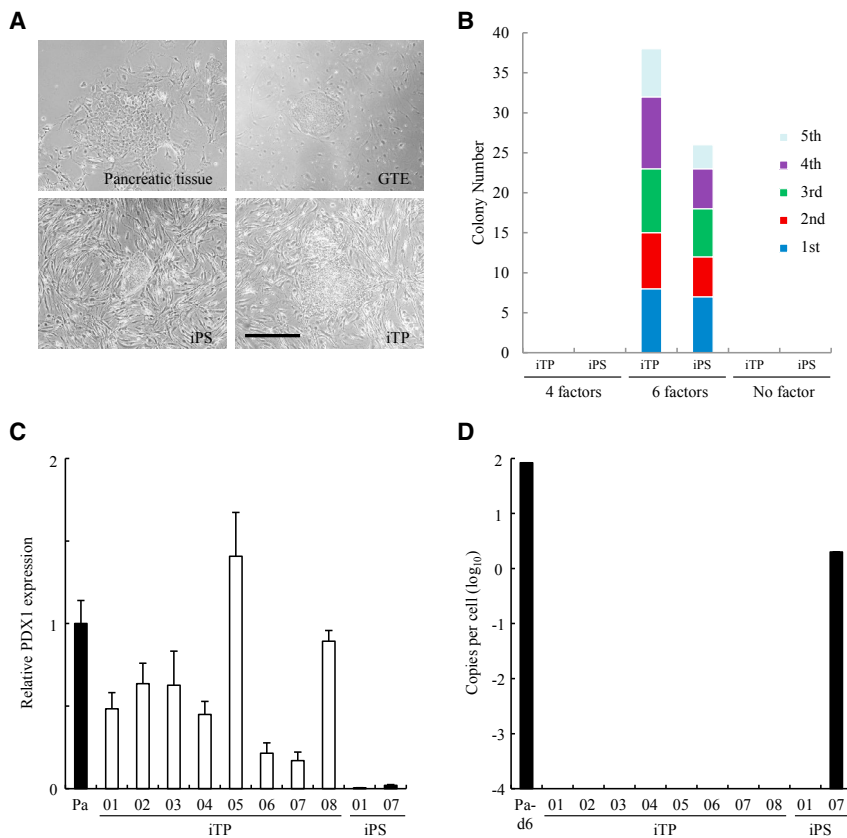 A
Pancreatic tissue
GTE
iPS
iTP
B
Colony Number
40
35
30
25
20
15
10
5
0
5th
4th
3rd
2nd
1st
iTP iPS iTP iPS iTP iPS
4 factors 6 factors No factor
C
Relative PDX1 expression
2
1
0
Pa 01 02 03 04 05 06 07 08 01 07
iTP iPS
D
Copies per cell (log10)
2
1
0
-1
-2
-3
-4
Pa-d6 01 02 03 04 05 06 07 08 01 07
iTP iPS